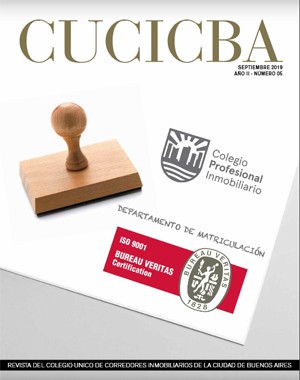 CUCICBA
SEPTIEMBRE 2019
AÑO II - NÚMERO 05
Colegio
Profesional
Inmobiliario
DEPARTAMENTO DE MATRICULACIÓN
ISO 9001
BUREAU VERITAS
Certification
BUREAU VERITAS
1828
REVISTA DEL COLEGIO UNICO DE CORREDORES INMOBILIARIOS DE LA CIUDAD DE BUENOS AIRES